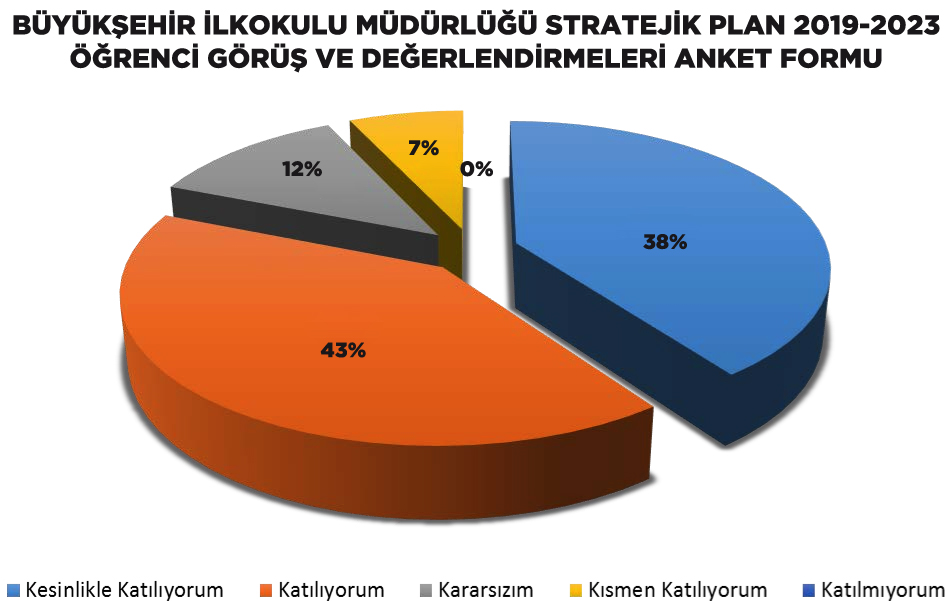 BÜYÜKŞEHİR İLKOKULU MÜDÜRLÜĞÜ STRATEJİK PLAN 2019-2023
ÖĞRENCİ GÖRÜŞ VE DEĞERLENDİRMELERİ ANKET FORMU
7%
0%
12%
38%
43%
Kesinlikle Katılıyorum Katılıyorum Kararsızım Kısmen Katılıyorum Katılmıyorum